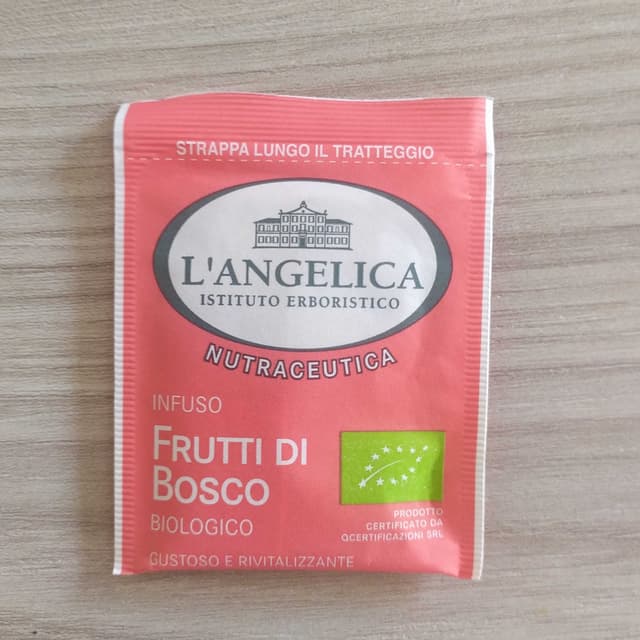 STRAPPA LUNGO IL TRATTEGGIO
L'ANGELICA
ISTITUTO ERBORISTICO
NUTRACEUTICA
INFUSO
FRUTTI DI
BOSCO
BIOLOGICO
PRODOTTO
CERTIFICATO DA
QCERTIFICAZIONI SRL
GUSTOSO E RIVITALIZZANTE